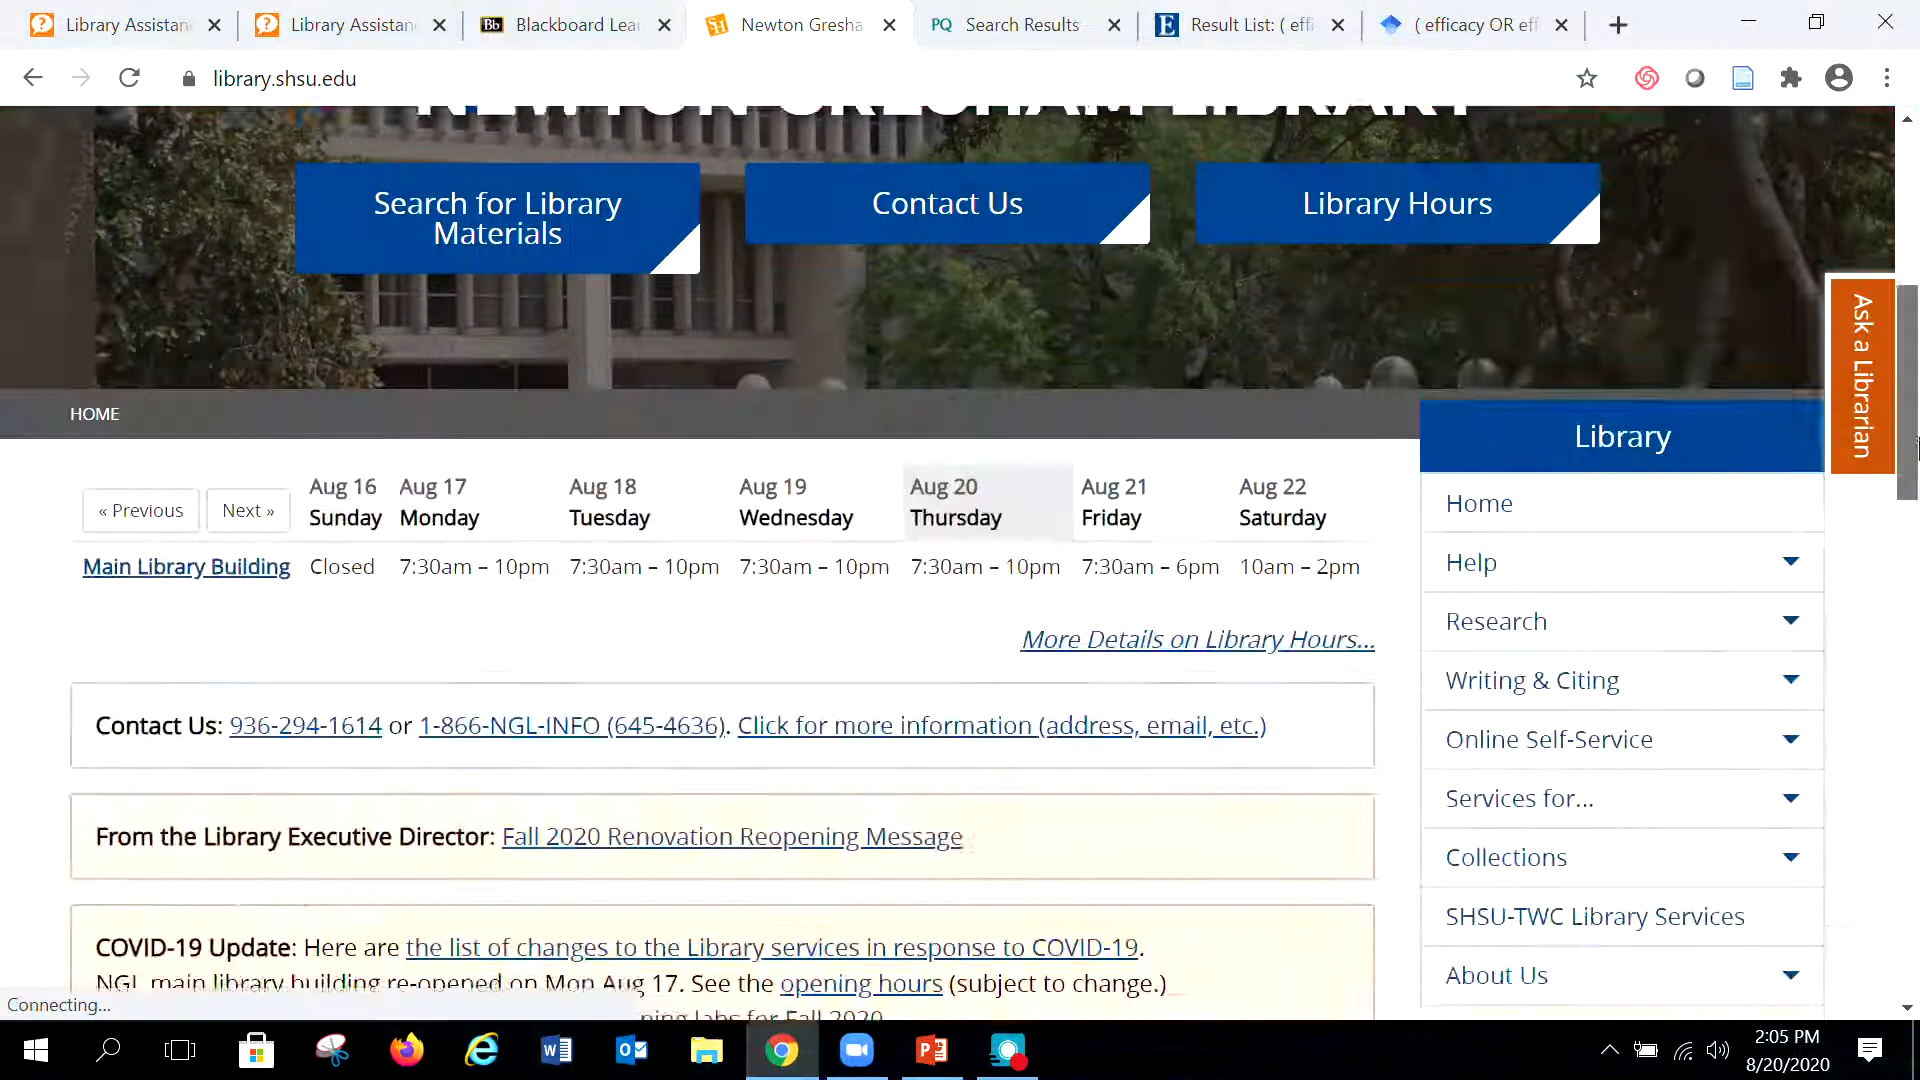 Library Assistan
Library Assistan
Bb Blackboard Lea
SH Newton Gresha
PQ Search Results -
E Result List: ( effi
( efficacy OR eff
library.shsu.edu
NEWTON GRESHAM LIBRARY
Search for Library
Materials
Contact Us
Library Hours
Ask a Librarian
HOME
Library
« Previous
Next »
Aug 16
Sunday
Aug 17
Monday
Aug 18
Tuesday
Aug 19
Wednesday
Aug 20
Thursday
Aug 21
Friday
Aug 22
Saturday
Main Library Building Closed 7:30am – 10pm 7:30am – 10pm 7:30am – 10pm 7:30am – 10pm 7:30am – 6pm 10am – 2pm
More Details on Library Hours...
Contact Us: 936-294-1614 or 1-866-NGL-INFO (645-4636). Click for more information (address, email, etc.)
From the Library Executive Director: Fall 2020 Renovation Reopening Message
COVID-19 Update: Here are the list of changes to the Library services in response to COVID-19.
NGL main library building re-opened on Mon Aug 17. See the opening hours (subject to change.)
labs for Fall 2020
Home
Help
Research
Writing & Citing
Online Self-Service
Services for...
Collections
SHSU-TWC Library Services
About Us
Connecting...
2:05 PM
8/20/2020